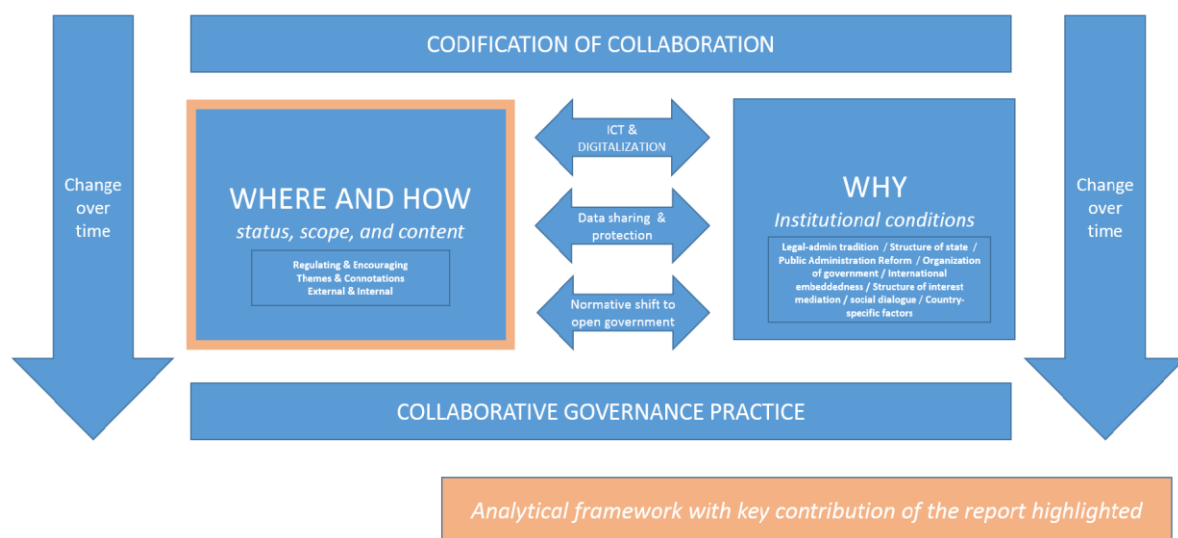 CODIFICATION OF COLLABORATION
Change
over
time
WHERE AND HOW
status, scope, and content
Regulating & Encouraging
Themes & Connotations
External & Internal
ICT &
DIGITALIZATION
Data sharing & 
protection
Normative shift to
open government
WHY
Institutional conditions
Legal-admin tradition / Structure of state /
Public Administration Reform / Organization
of government / International
embeddedness / Structure of interest
mediation / social dialogue / Country-
specific factors
Change
over
time
COLLABORATIVE GOVERNANCE PRACTICE
Analytical framework with key contribution of the report highlighted